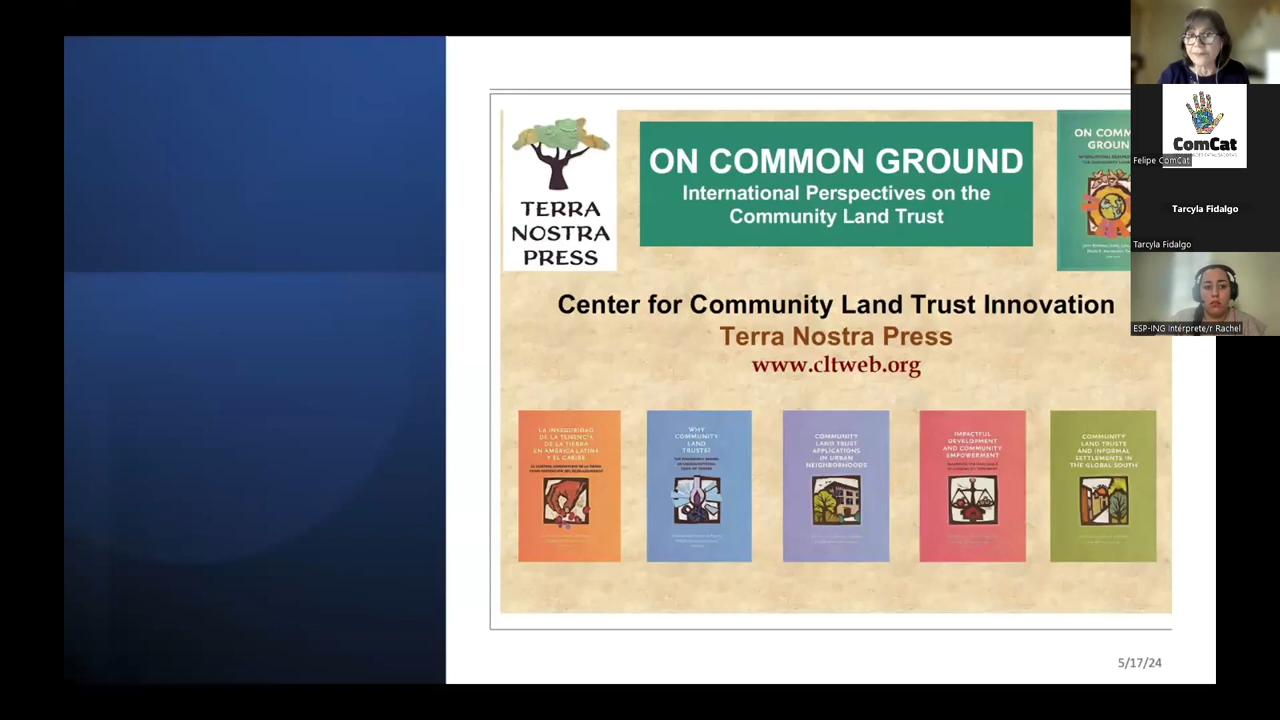 TERRA
NOSTRA
PRESS
ON COMMON GROUND
International Perspectives on the
Community Land Trust
ON COMM
GROUN
Center for Community Land Trust Innovation
Terra Nostra Press
www.cltweb.org
LA INSEGURIDAD
DE LA TENENCIA
DE LA TIERRA
EN AMÉRICA LATINA
Y EL CARIBE
WHY
COMMUNITY
LAND
TRUSTS?
COMMUNITY
LAND TRUST
APPLICATIONS
IN URBAN
NEIGHBORHOODS
IMPACTFUL
DEVELOPMENT
AND COMMUNITY
EMPOWERMENT
COMMUNITY
LAND TRUSTS
AND INFORMAL
SETTLEMENTS IN
THE GLOBAL SOUTH
5/17/24
ComCat
Felipe ComCat
Tarcyla Fidalgo
Tarcyla Fidalgo
ESP-ING Intérprete/r Rachel